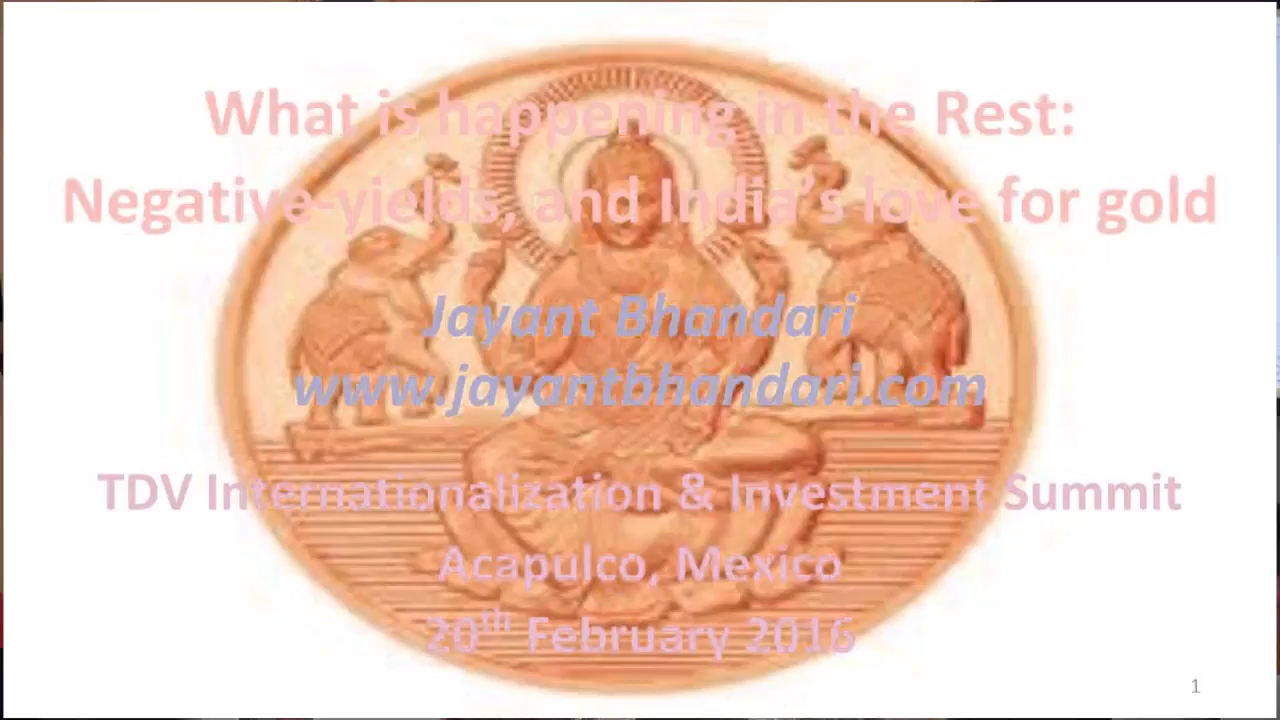 What is happening in the Rest:
Negative-yields, and India's love for gold
Jayant Bhandari
www.jayantbhandari.com
TDV Internationalization & Investment Summit
Acapulco, Mexico
20th February 2016
1